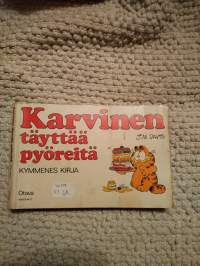 Karvinen
JIM DAVIS
täyttää
pyöreitä
KYMMENES KIRJA
Otava